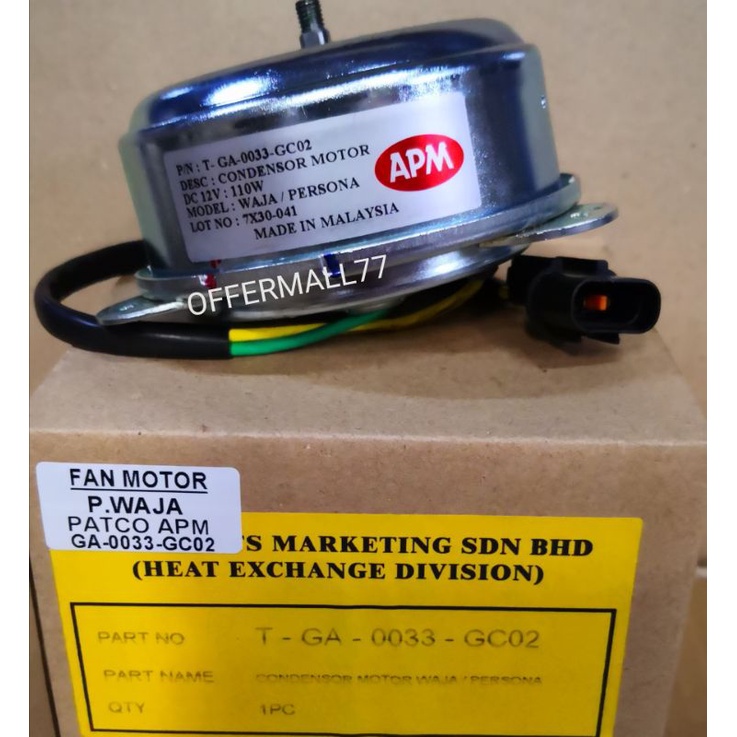 P/N : T- GA-0033-GC02
DESC : CONDENSOR MOTOR
DC 12V : 110W
MODEL : WAJA / PERSONA
LOT NO : 7X30-041
MADE IN MALAYSIA
APM
OFFERMALL77
FAN MOTOR
P.WAJA
PATCO APM
GA-0033-GC02
TS MARKETING SDN BHD
(HEAT EXCHANGE DIVISION)
PART NO T - GA - 0033 - GC02
PART NAME CONDENSOR MOTOR WAJA / PERSONA
QTY 1PC